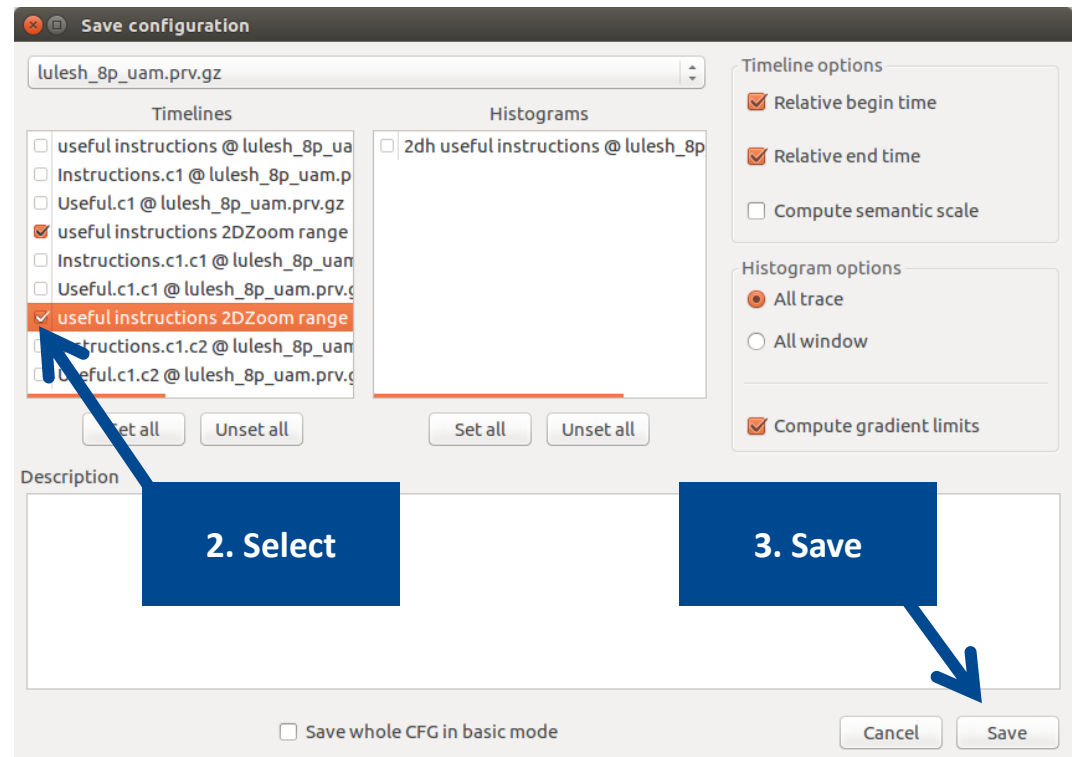 Save configuration
lulesh_8p_uam.prv.gz
Timelines
useful instructions @ lulesh_8p_ua
Instructions.c1 @ lulesh_8p_uam.p
Useful.c1 @ lulesh_8p_uam.prv.gz
useful instructions 2DZoom range
Instructions.c1.c1 @ lulesh_8p_uam
Useful.c1.c1 @ lulesh_8p_uam.prv.g
useful instructions 2DZoom range
structions.c1.c2 @ lulesh_8p_uam
eful.c1.c2 @ lulesh_8p_uam.prv.g
Set all Unset all
Histograms
2dh useful instructions @ lulesh_8p
Set all Unset all
Timeline options
Relative begin time
Relative end time
Compute semantic scale
Histogram options
All trace
All window
Compute gradient limits
Description
2. Select
3. Save
Save whole CFG in basic mode
Cancel Save